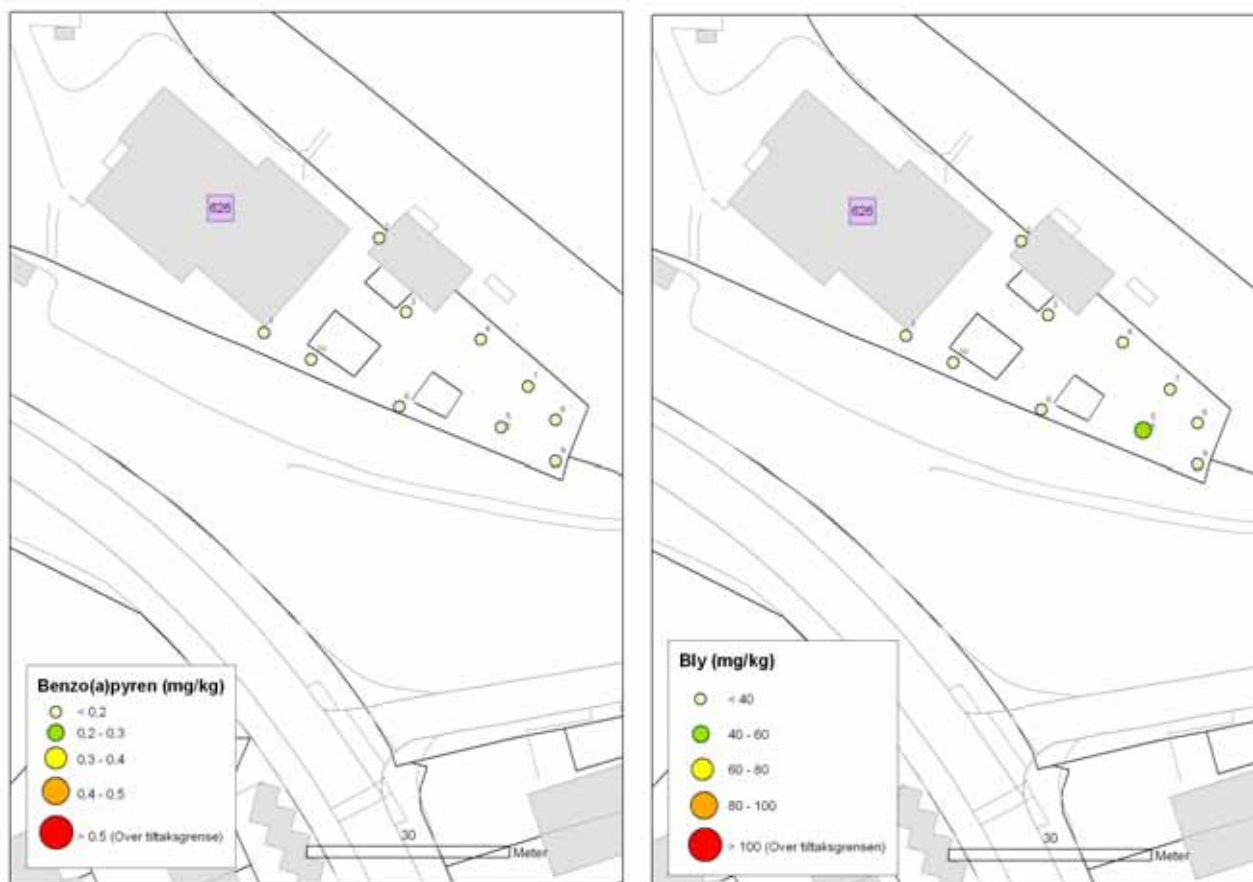 626
10
Benzo(a)pyren (mg/kg)
< 0,2
0,2 - 0,3
0,3 - 0,4
0,4 - 0,5
> 0.5 (Over tiltaksgrense)
30
Meter
626
10
Bly (mg/kg)
< 40
40 - 60
60 - 80
80 - 100
> 100 (Over tiltaksgrensen)
30
Meter